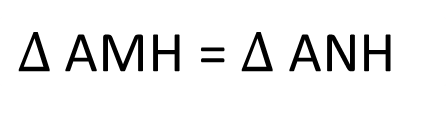 Δ AMH = Δ ANH